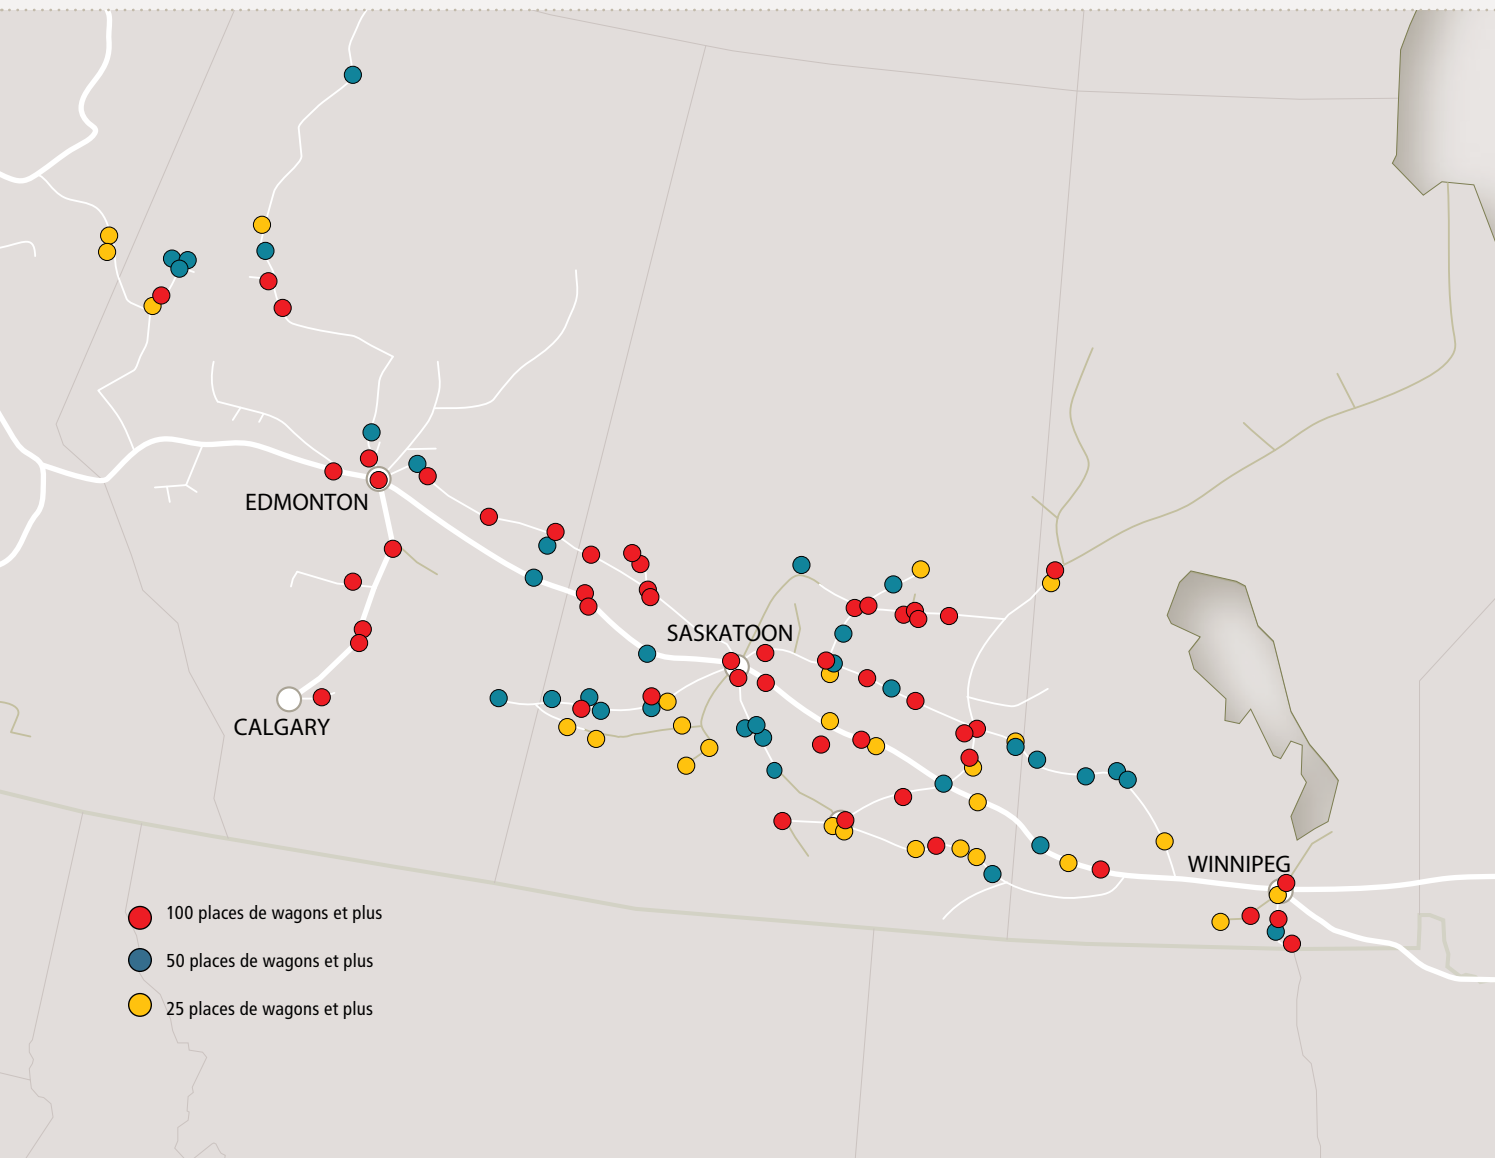 EDMONTON
SASKATOON
CALGARY
WINNIPEG
100 places de wagons et plus
50 places de wagons et plus
25 places de wagons et plus